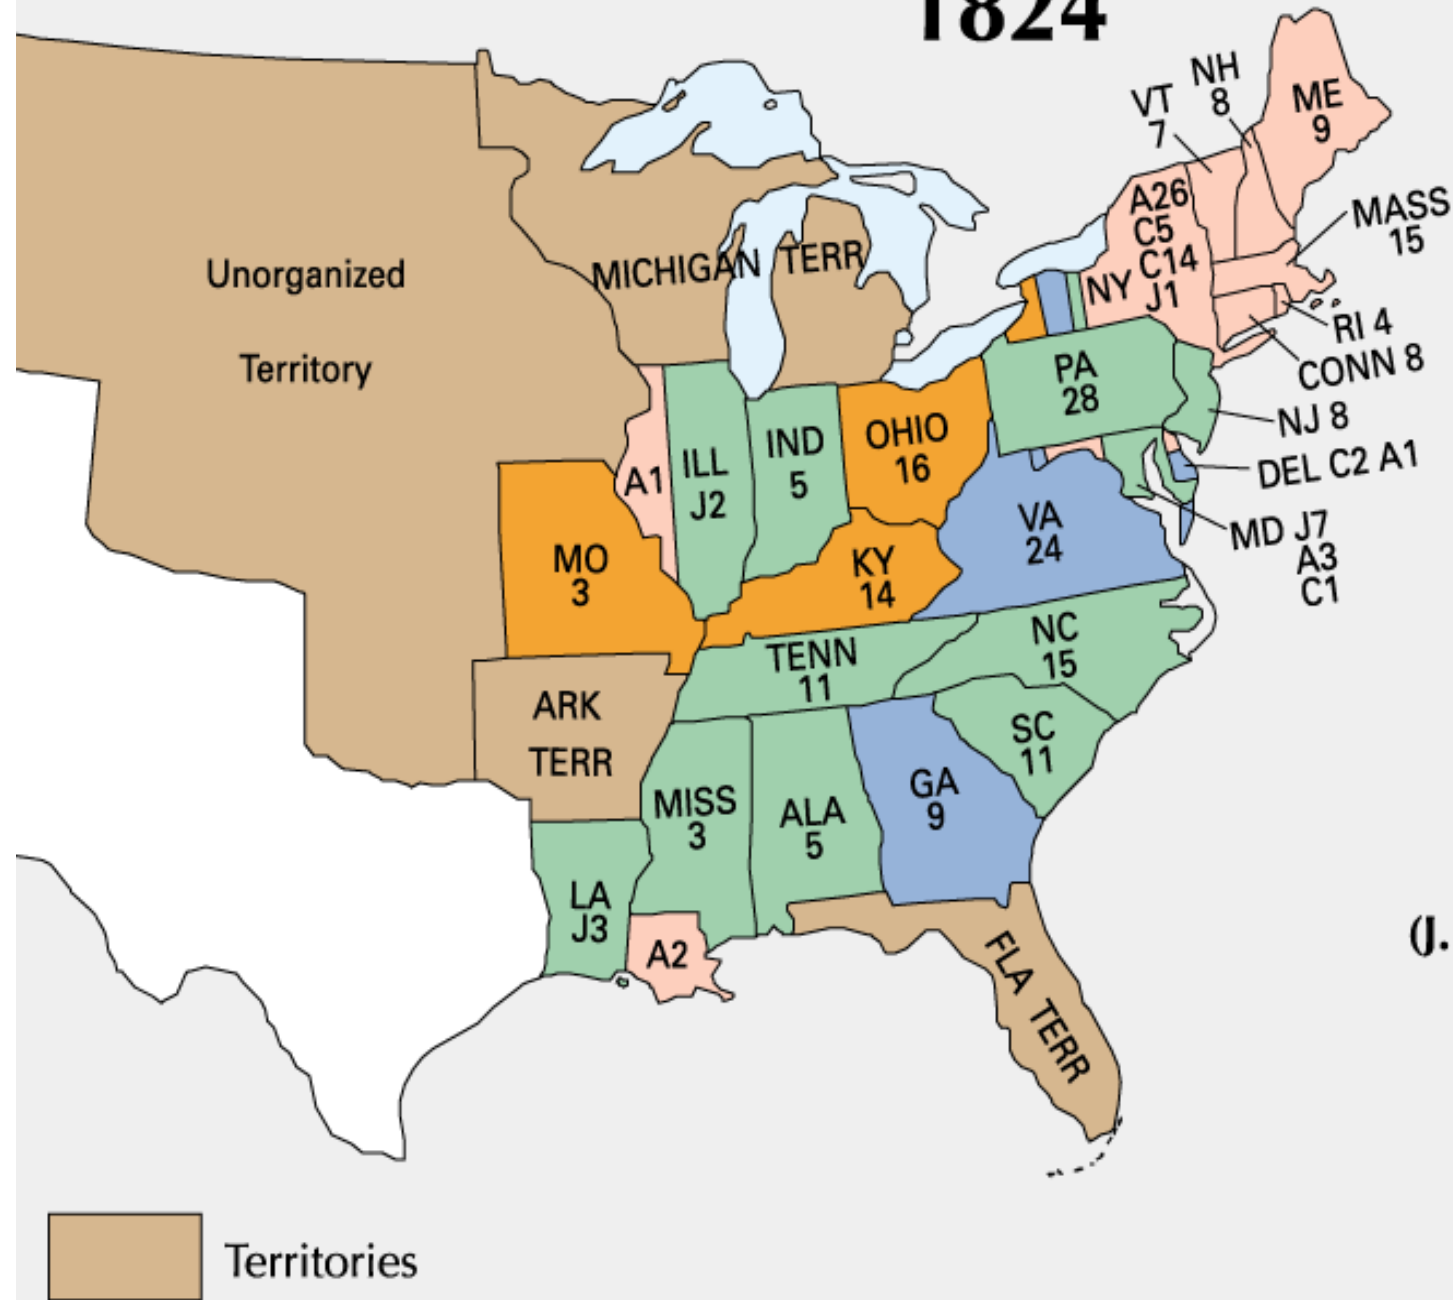 1824
NH
8
VT
7
ME
9
MASS
15
A26
C5
C14
NY J1
RI 4
CONN 8
NJ 8
DEL C2 A1
MD J7
A3
C1
Unorganized
Territory
MICHIGAN TERR
PA
28
OHIO
16
IND
5
ILL
J2
A1
MO
3
KY
14
VA
24
TENN
11
NC
15
SC
11
ARK
TERR
MISS
3
ALA
5
GA
9
LA
J3
A2
FLA TERR
(J.
Territories